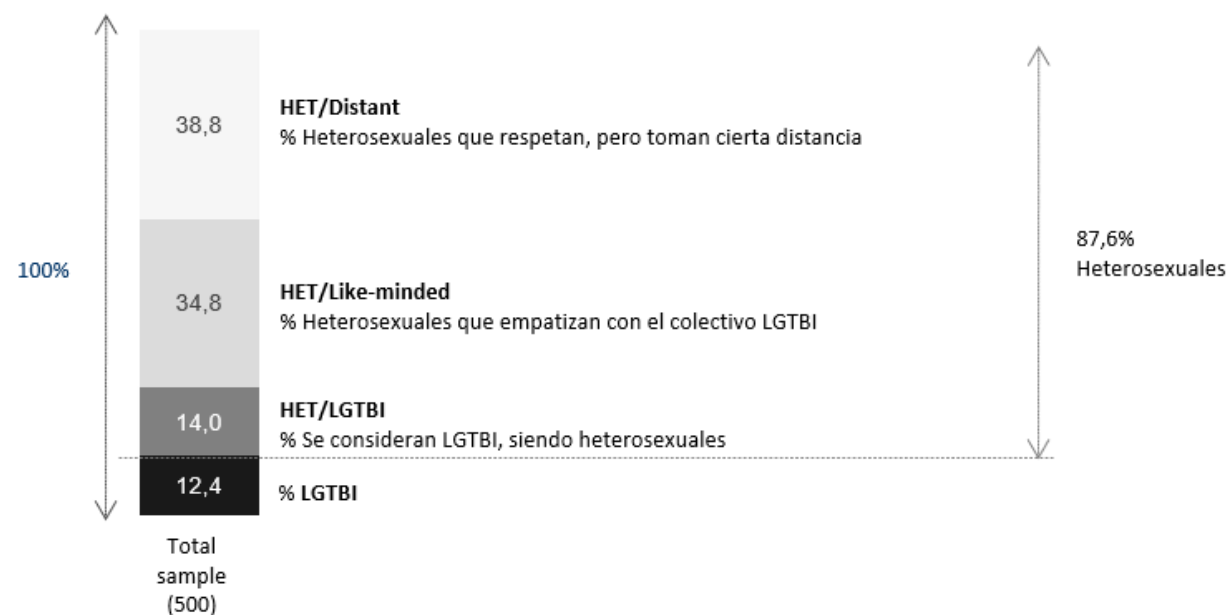 38,8
HET/Distant
% Heterosexuales que respetan, pero toman cierta distancia
87,6%
Heterosexuales
100%
34,8
HET/Like-minded
% Heterosexuales que empatizan con el colectivo LGTBI
14,0
HET/LGTBI
% Se consideran LGTBI, siendo heterosexuales
12,4
% LGTBI
Total
sample
(500)